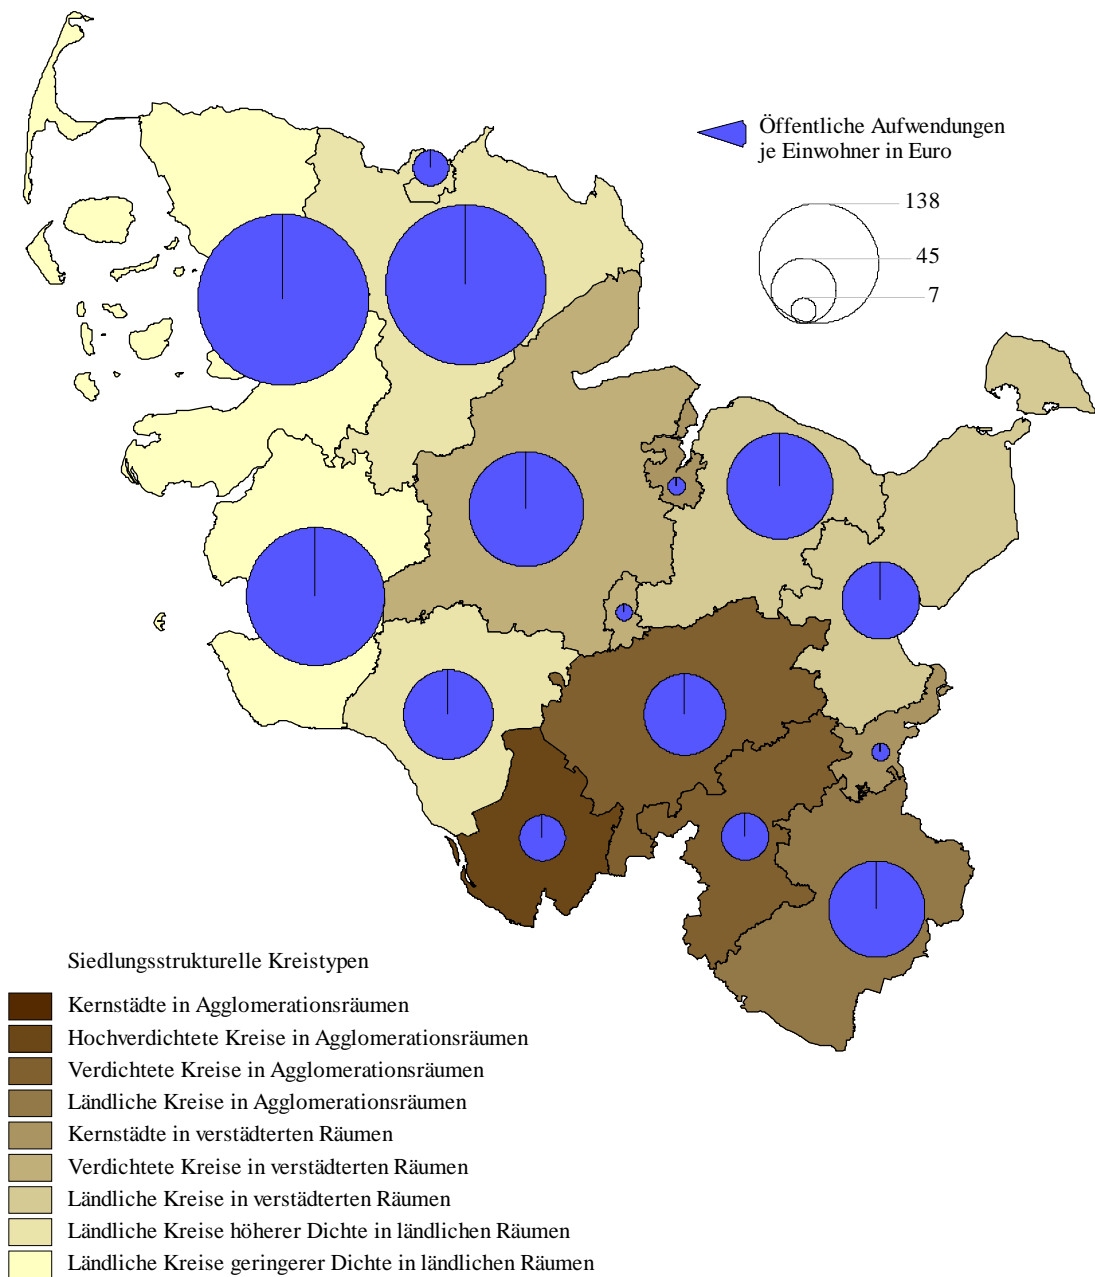 Öffentliche Aufwendungen
je Einwohner in Euro
138
45
7
Siedlungsstrukturelle Kreistypen
Kernstädte in Agglomerationsräumen
Hochverdichtete Kreise in Agglomerationsräumen
Verdichtete Kreise in Agglomerationsräumen
Ländliche Kreise in Agglomerationsräumen
Kernstädte in verstädterten Räumen
Verdichtete Kreise in verstädterten Räumen
Ländliche Kreise in verstädterten Räumen
Ländliche Kreise höherer Dichte in ländlichen Räumen
Ländliche Kreise geringerer Dichte in ländlichen Räumen